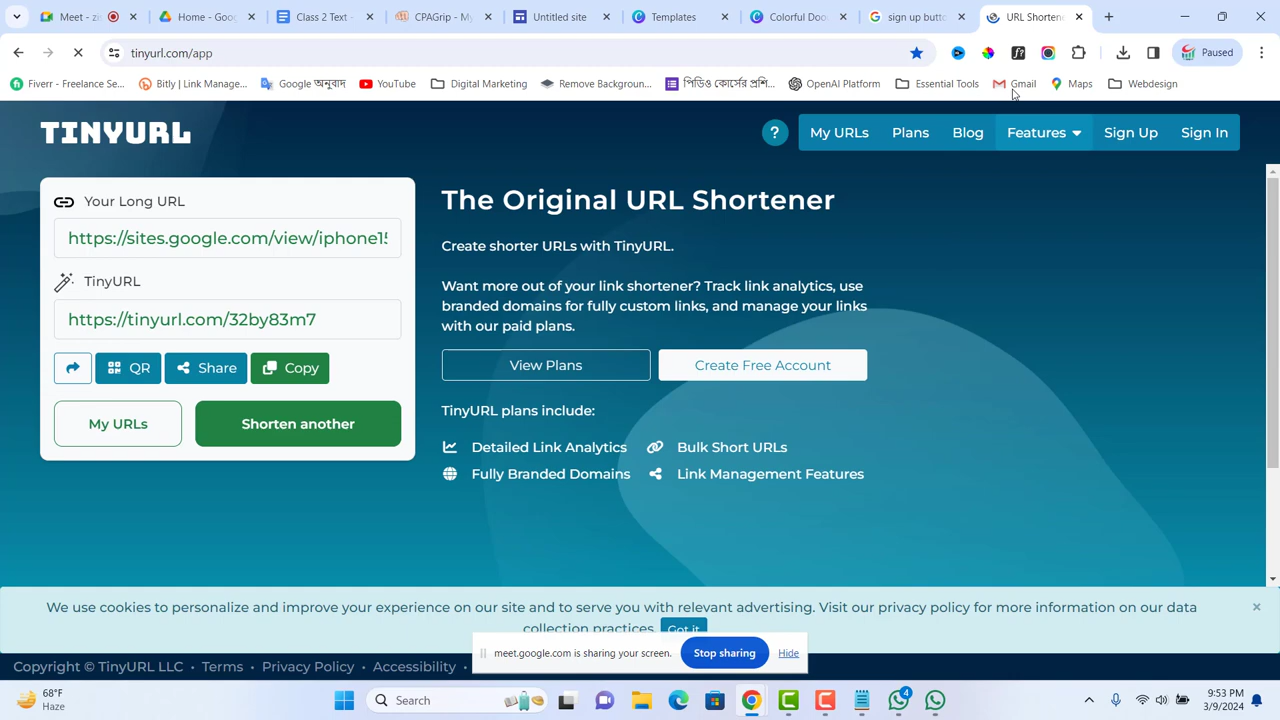 Meet - z
Home - Goog
Class 2 Text -
CPAGrip - My
Untitled site
Templates
Colorful Doo
sign up butto
URL Shortene
tinyurl.com/app
Paused
Fiverr - Freelance Se...
Bitly | Link Manage...
Google অনুবাদ
YouTube
Digital Marketing
Remove Backgroun...
পিডিও কোর্সের প্রশি...
OpenAI Platform
Essential Tools
Gmail
Maps
Webdesign
TINYURL
?
My URLs
Plans
Blog
Features
Sign Up
Sign In
Your Long URL
https://sites.google.com/view/iphone15
TinyURL
https://tinyurl.com/32by83m7
QR
Share
Copy
My URLs
Shorten another
The Original URL Shortener
Create shorter URLs with TinyURL.
Want more out of your link shortener? Track link analytics, use
branded domains for fully custom links, and manage your links
with our paid plans.
View Plans
Create Free Account
TinyURL plans include:
Detailed Link Analytics
Bulk Short URLs
Fully Branded Domains
Link Management Features
We use cookies to personalize and improve your experience on our site and to serve you with relevant advertising. Visit our privacy policy for more information on our data
collection practices. Got it
meet.google.com is sharing your screen.
Stop sharing
Hide
Copyright © TinyURL LLC • Terms • Privacy Policy • Accessibility •
68°F
Haze
Search
4
9:53 PM
3/9/2024